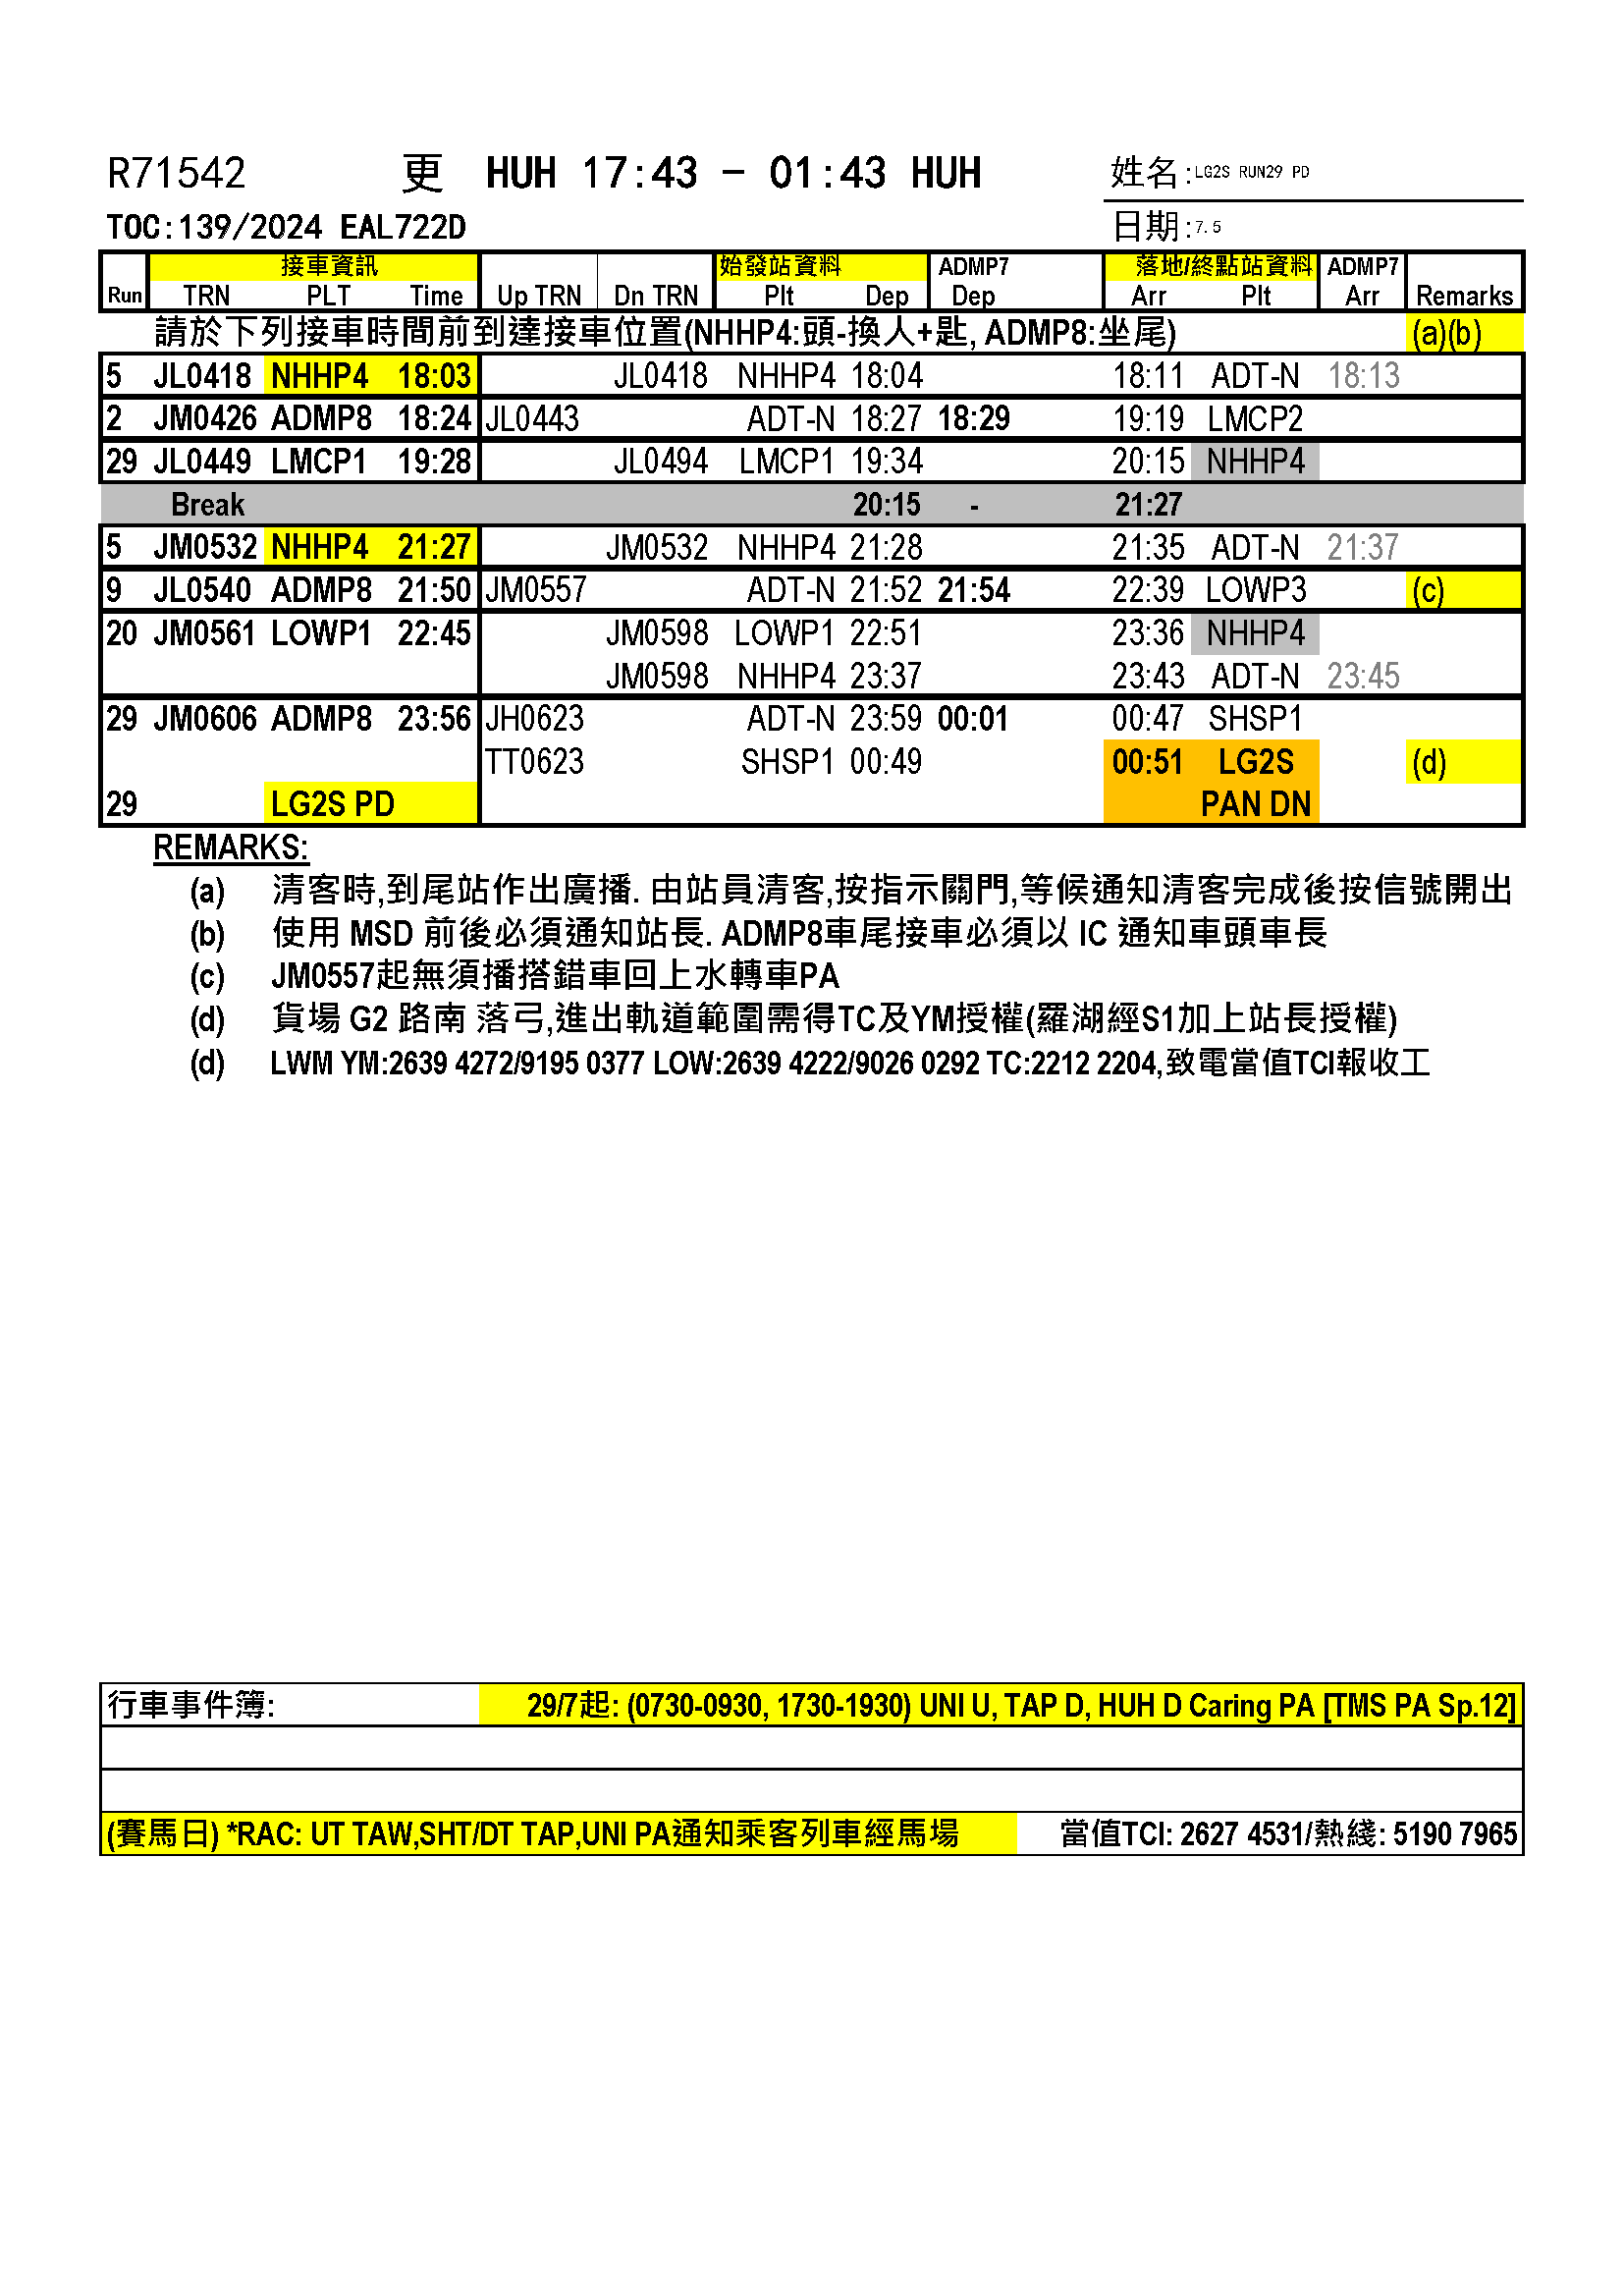 R71542 更 HUH 17:43 - 01:43 HUH 姓名:LG2S RUN29 PD
TOC:139/2024 EAL722D 日期:7.5
接車資訊 始發站資料 ADMP7 落地/終點站資料 ADMP7
Run TRN PLT Time Up TRN Dn TRN Plt Dep Dep Arr Plt Arr Remarks
請於下列接車時間前到達接車位置(NHHP4:頭-換人+匙, ADMP8:坐尾) (a)(b)
5 JL0418 NHHP4 18:03 JL0418 NHHP4 18:04 18:11 ADT-N 18:13
2 JM0426 ADMP8 18:24 JL0443 ADT-N 18:27 18:29 19:19 LMCP2
29 JL0449 LMCP1 19:28 JL0494 LMCP1 19:34 20:15 NHHP4
Break 20:15 - 21:27
5 JM0532 NHHP4 21:27 JM0532 NHHP4 21:28 21:35 ADT-N 21:37
9 JL0540 ADMP8 21:50 JM0557 ADT-N 21:52 21:54 22:39 LOWP3 (c)
20 JM0561 LOWP1 22:45 JM0598 LOWP1 22:51 23:36 NHHP4
JM0598 NHHP4 23:37 23:43 ADT-N 23:45
29 JM0606 ADMP8 23:56 JH0623 ADT-N 23:59 00:01 00:47 SHSP1
TT0623 SHSP1 00:49 00:51 LG2S (d)
29 LG2S PD PAN DN
REMARKS:
(a) 清客時,到尾站作出廣播. 由站員清客,按指示關門,等候通知清客完成後按信號開出
(b) 使用 MSD 前後必須通知站長. ADMP8車尾接車必須以 IC 通知車頭車長
(c) JM0557起無須播搭錯車回上水轉車PA
(d) 貨場 G2 路南 落弓,進出軌道範圍需得TC及YM授權(羅湖經S1加上站長授權)
(d) LWM YM:2639 4272/9195 0377 LOW:2639 4222/9026 0292 TC:2212 2204,致電當值TCI報收工
行車事件簿: 29/7起: (0730-0930, 1730-1930) UNI U, TAP D, HUH D Caring PA [TMS PA Sp.12]
(賽馬日) *RAC: UT TAW,SHT/DT TAP,UNI PA通知乘客列車經馬場 當值TCI: 2627 4531/熱綫: 5190 7965